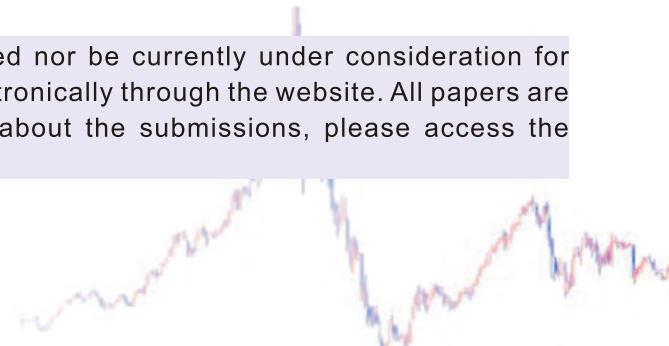 ed nor be currently under consideration for
tronically through the website. All papers are
about the submissions, please access the